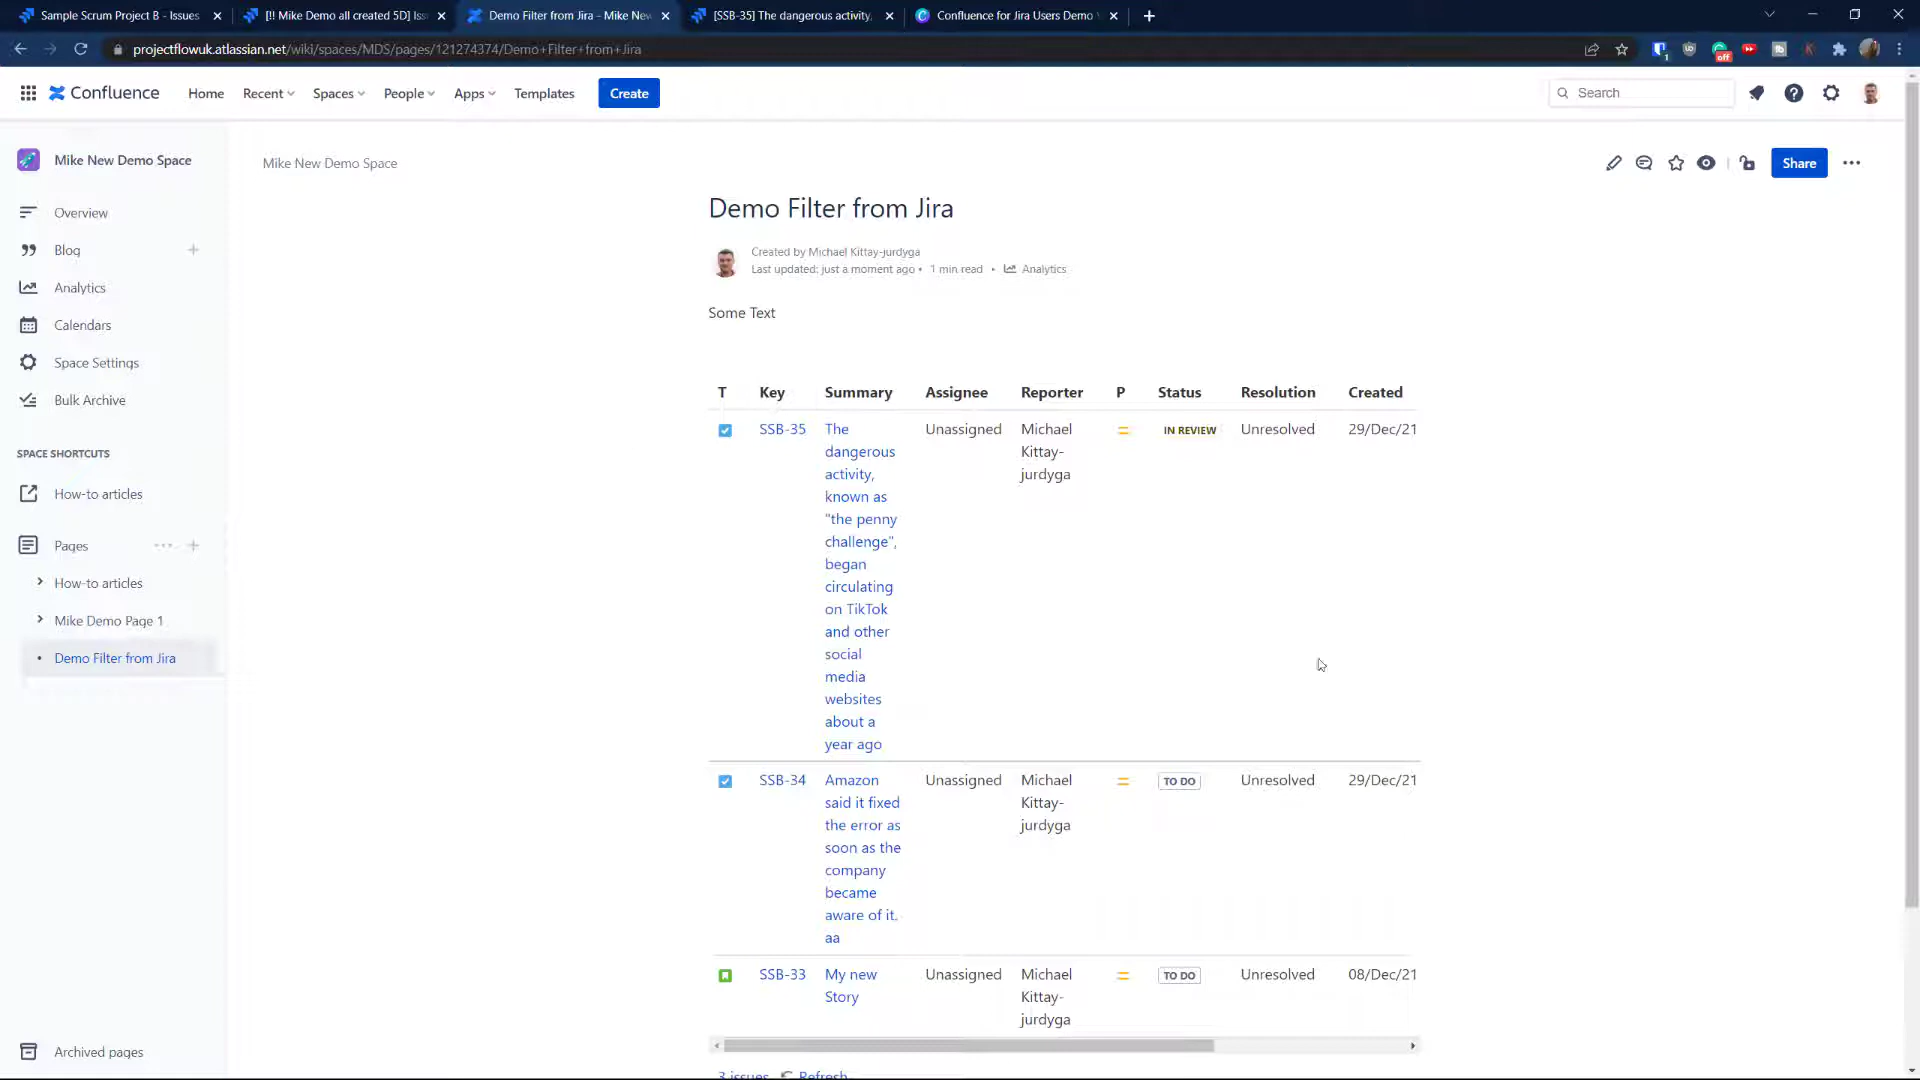 Sample Scrum Project B - Issues
[!! Mike Demo all created 5D] Iss
Demo Filter from Jira - Mike New
[SSB-35] The dangerous activity,
Confluence for Jira Users Demo
projectflowuk.atlassian.net/wiki/spaces/MDS/pages/121274374/Demo+Filter+from+Jira
off
Confluence
Home
Recent
Spaces
People
Apps
Templates
Create
Search
Mike New Demo Space
Overview
Blog
Analytics
Calendars
Space Settings
Bulk Archive
SPACE SHORTCUTS
How-to articles
Pages
How-to articles
Mike Demo Page 1
Demo Filter from Jira
Archived pages
Mike New Demo Space
Share
Demo Filter from Jira
Created by Michael Kittay-jurdyga
Last updated: just a moment ago • 1 min read • Analytics
Some Text
T Key Summary Assignee Reporter P Status Resolution Created
SSB-35 The Unassigned Michael IN REVIEW Unresolved 29/Dec/21
dangerous Kittay-
activity, jurdyga
known as
"the penny
challenge",
began
circulating
on TikTok
and other
social
media
websites
about a
year ago
SSB-34 Amazon Unassigned Michael TO DO Unresolved 29/Dec/21
said it fixed Kittay-
the error as jurdyga
soon as the
company
became
aware of it.
aa
SSB-33 My new Unassigned Michael TO DO Unresolved 08/Dec/21
Story Kittay-
jurdyga
3 issues Refresh